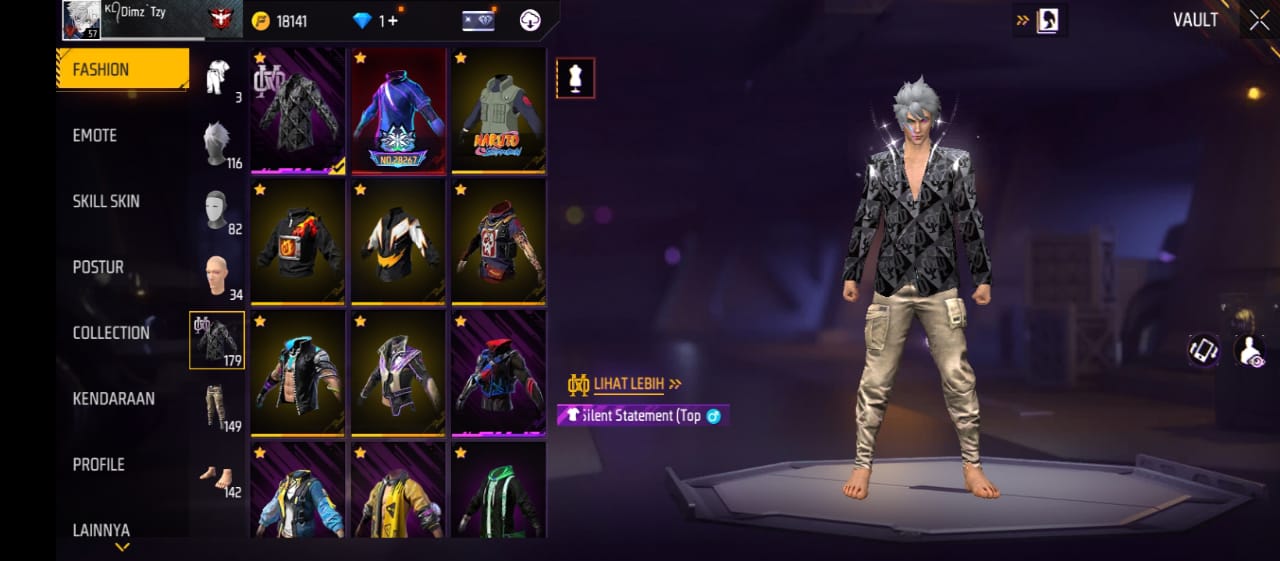 Dimz Tzy
57
18141
1+
VAULT
FASHION
EMOTE
SKILL SKIN
POSTUR
COLLECTION
KENDARAAN
PROFILE
LAINNYA
3
116
82
34
179
149
142
NO.28267
NARUTO
LIHAT LEBIH
Silent Statement (Top